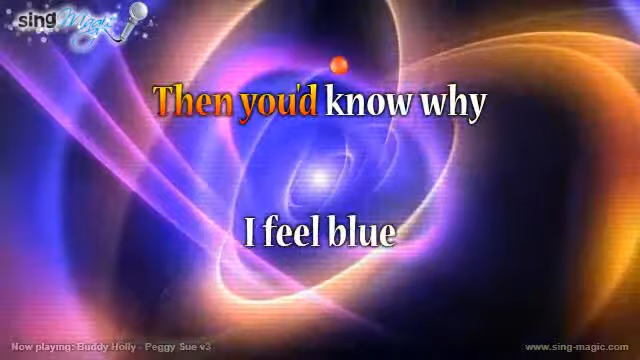 sing
Magic
Then you'd know why
I feel blue
Now playing: Buddy Holly - Peggy Sue v3
www.sing-magic.com